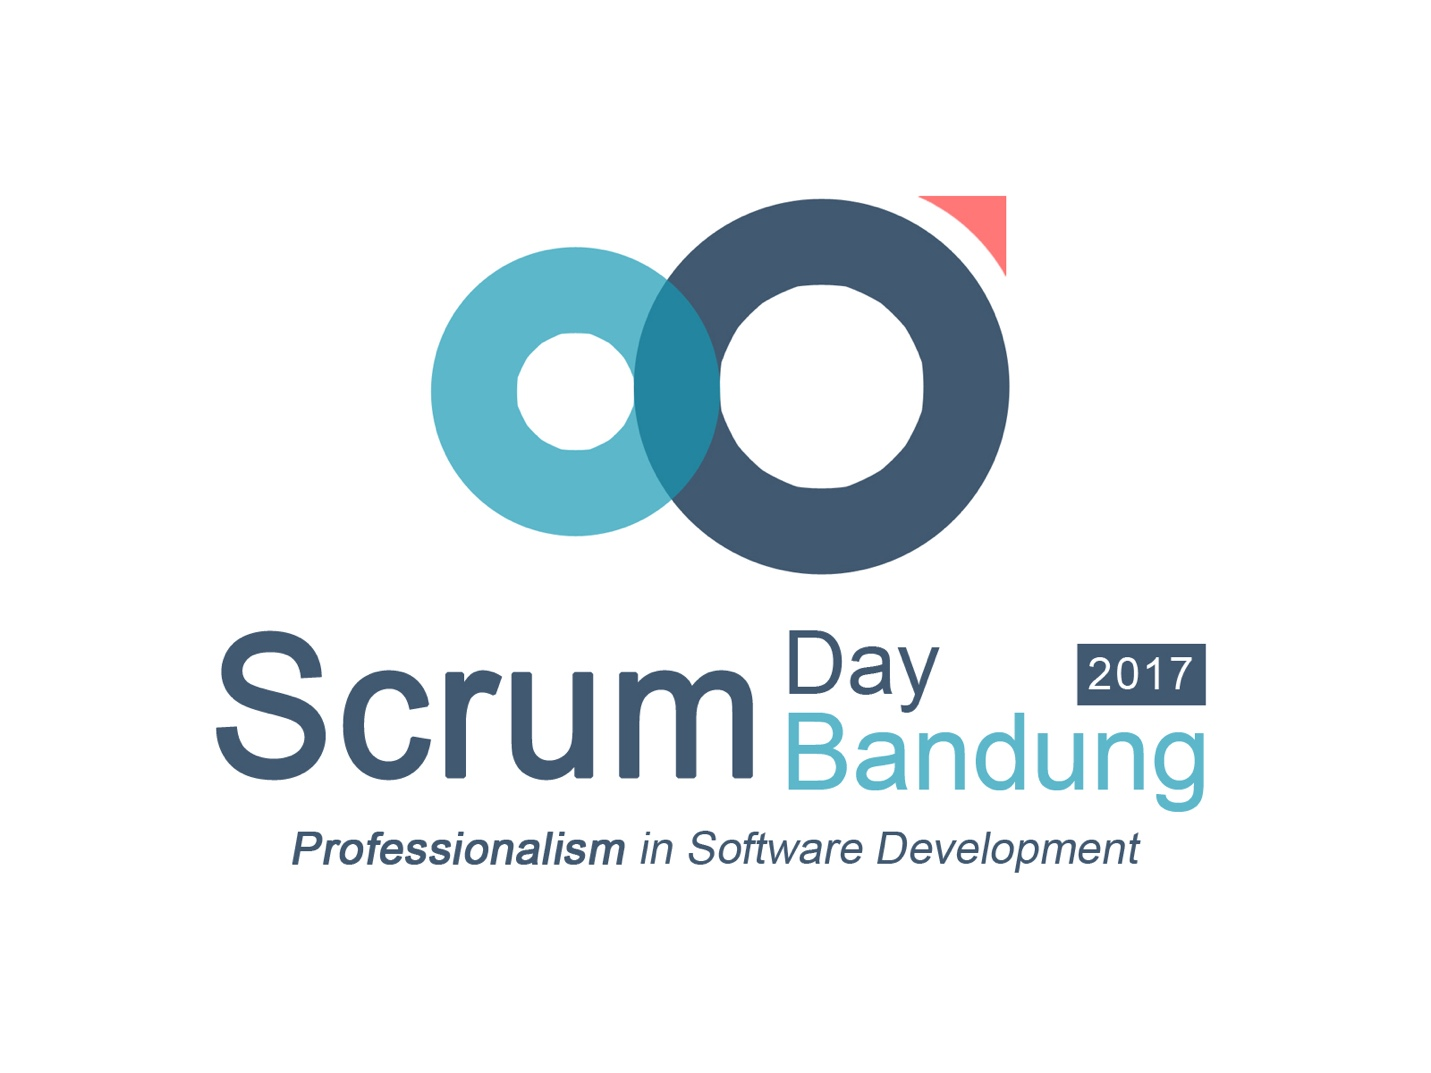 Scrum Day 2017
Bandung
Professionalism in Software Development